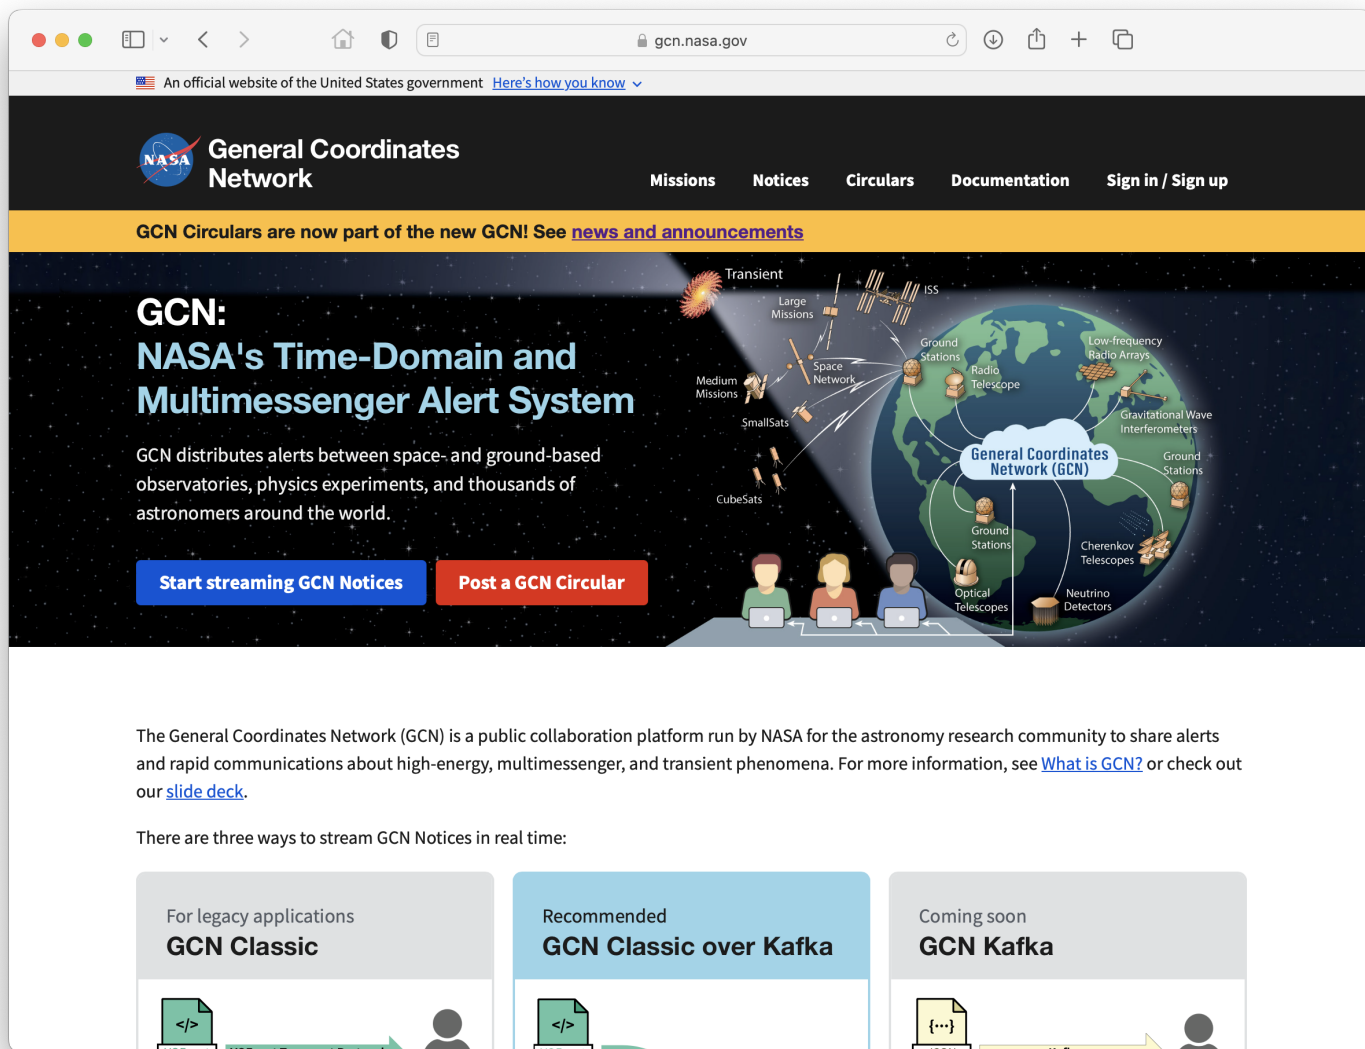 gcn.nasa.gov
An official website of the United States government Here's how you know
NASA
General Coordinates
Network
Missions Notices Circulars Documentation Sign in / Sign up
GCN Circulars are now part of the new GCN! See news and announcements
GCN:
NASA's Time-Domain and
Multimessenger Alert System
GCN distributes alerts between space- and ground-based
observatories, physics experiments, and thousands of
astronomers around the world.
Start streaming GCN Notices Post a GCN Circular
Transient
Large
Missions
ISS
Ground
Stations
Low-frequency
Radio Arrays
Space
Network
Radio
Telescope
Medium
Missions
SmallSats
Gravitational Wave
Interferometers
General Coordinates
Network (GCN)
Ground
Stations
CubeSats
Ground
Stations
Cherenkov
Telescopes
Optical
Telescopes
Neutrino
Detectors
The General Coordinates Network (GCN) is a public collaboration platform run by NASA for the astronomy research community to share alerts
and rapid communications about high-energy, multimessenger, and transient phenomena. For more information, see What is GCN? or check out
our slide deck.
There are three ways to stream GCN Notices in real time:
For legacy applications
GCN Classic
Recommended
GCN Classic over Kafka
Coming soon
GCN Kafka
</>
</>
{...}